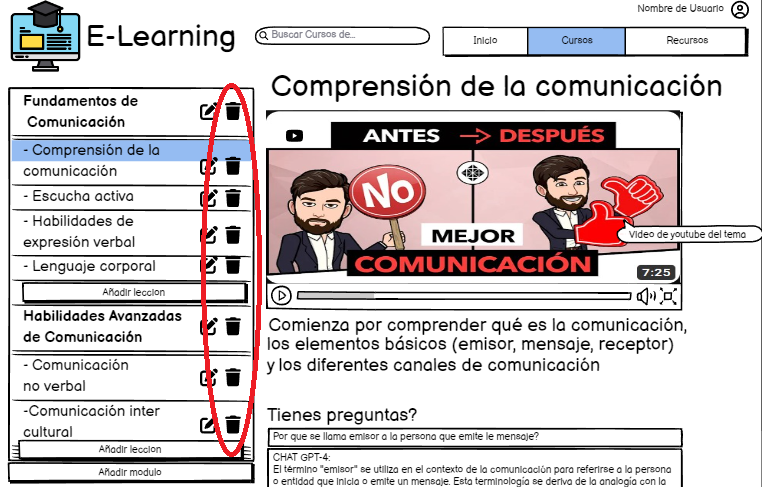 Nombre de Usuario
E-Learning
Buscar Cursos de...
Inicio
Cursos
Recursos
Fundamentos de
Comunicación
- Comprensión de la
comunicación
- Escucha activa
- Habilidades de
expresión verbal
- Lenguaje corporal
Añadir leccion
Habilidades Avanzadas
de Comunicación
- Comunicación
no verbal
-Comunicación inter
cultural
Añadir leccion
Añadir modulo
Comprensión de la comunicación
ANTES → DESPUÉS
No
MEJOR
COMUNICACIÓN
Video de youtube del tema
7:25
Comienza por comprender qué es la comunicación,
los elementos básicos (emisor, mensaje, receptor)
y los diferentes canales de comunicación
Tienes preguntas?
Por que se llama emisor a la persona que emite le mensaje?
CHAT GPT-4:
El término "emisor" se utiliza en el contexto de la comunicación para referirse a la persona
o entidad que inicia o emite un mensaje. Esta terminología se deriva de la analogía con la